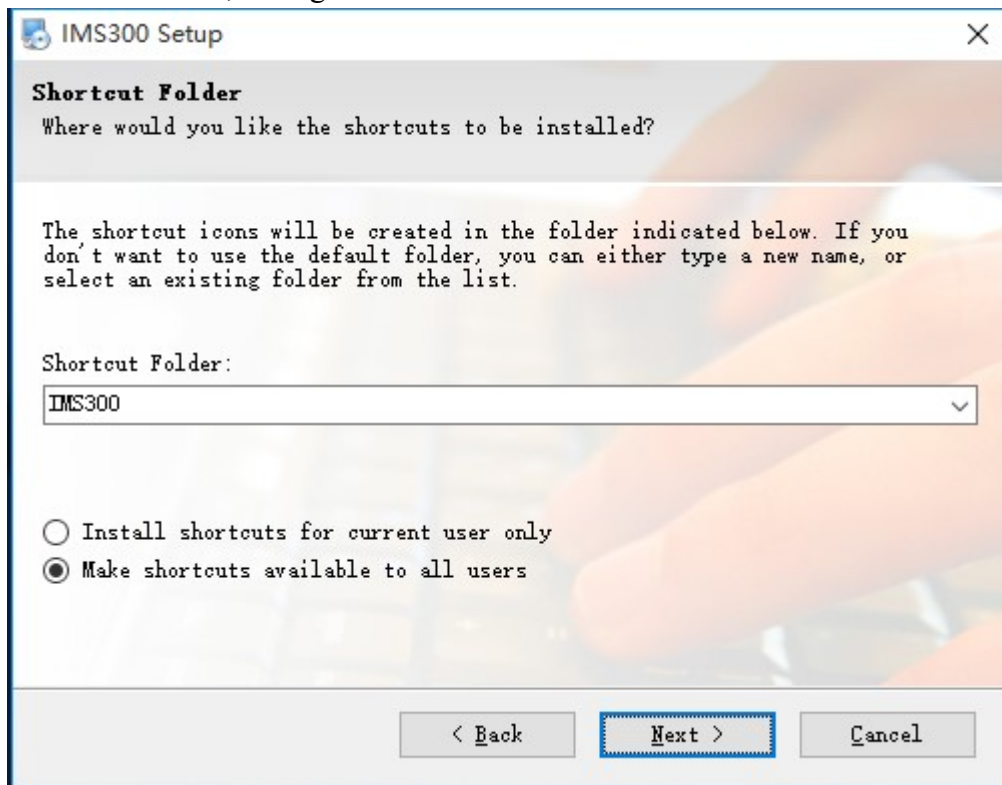 IMS300 Setup
Shortcut Folder
Where would you like the shortcuts to be installed?
The shortcut icons will be created in the folder indicated below. If you
don't want to use the default folder, you can either type a new name, or
select an existing folder from the list.
Shortcut Folder:
IMS300
Install shortcuts for current user only
Make shortcuts available to all users
< Back
Next >
Cancel